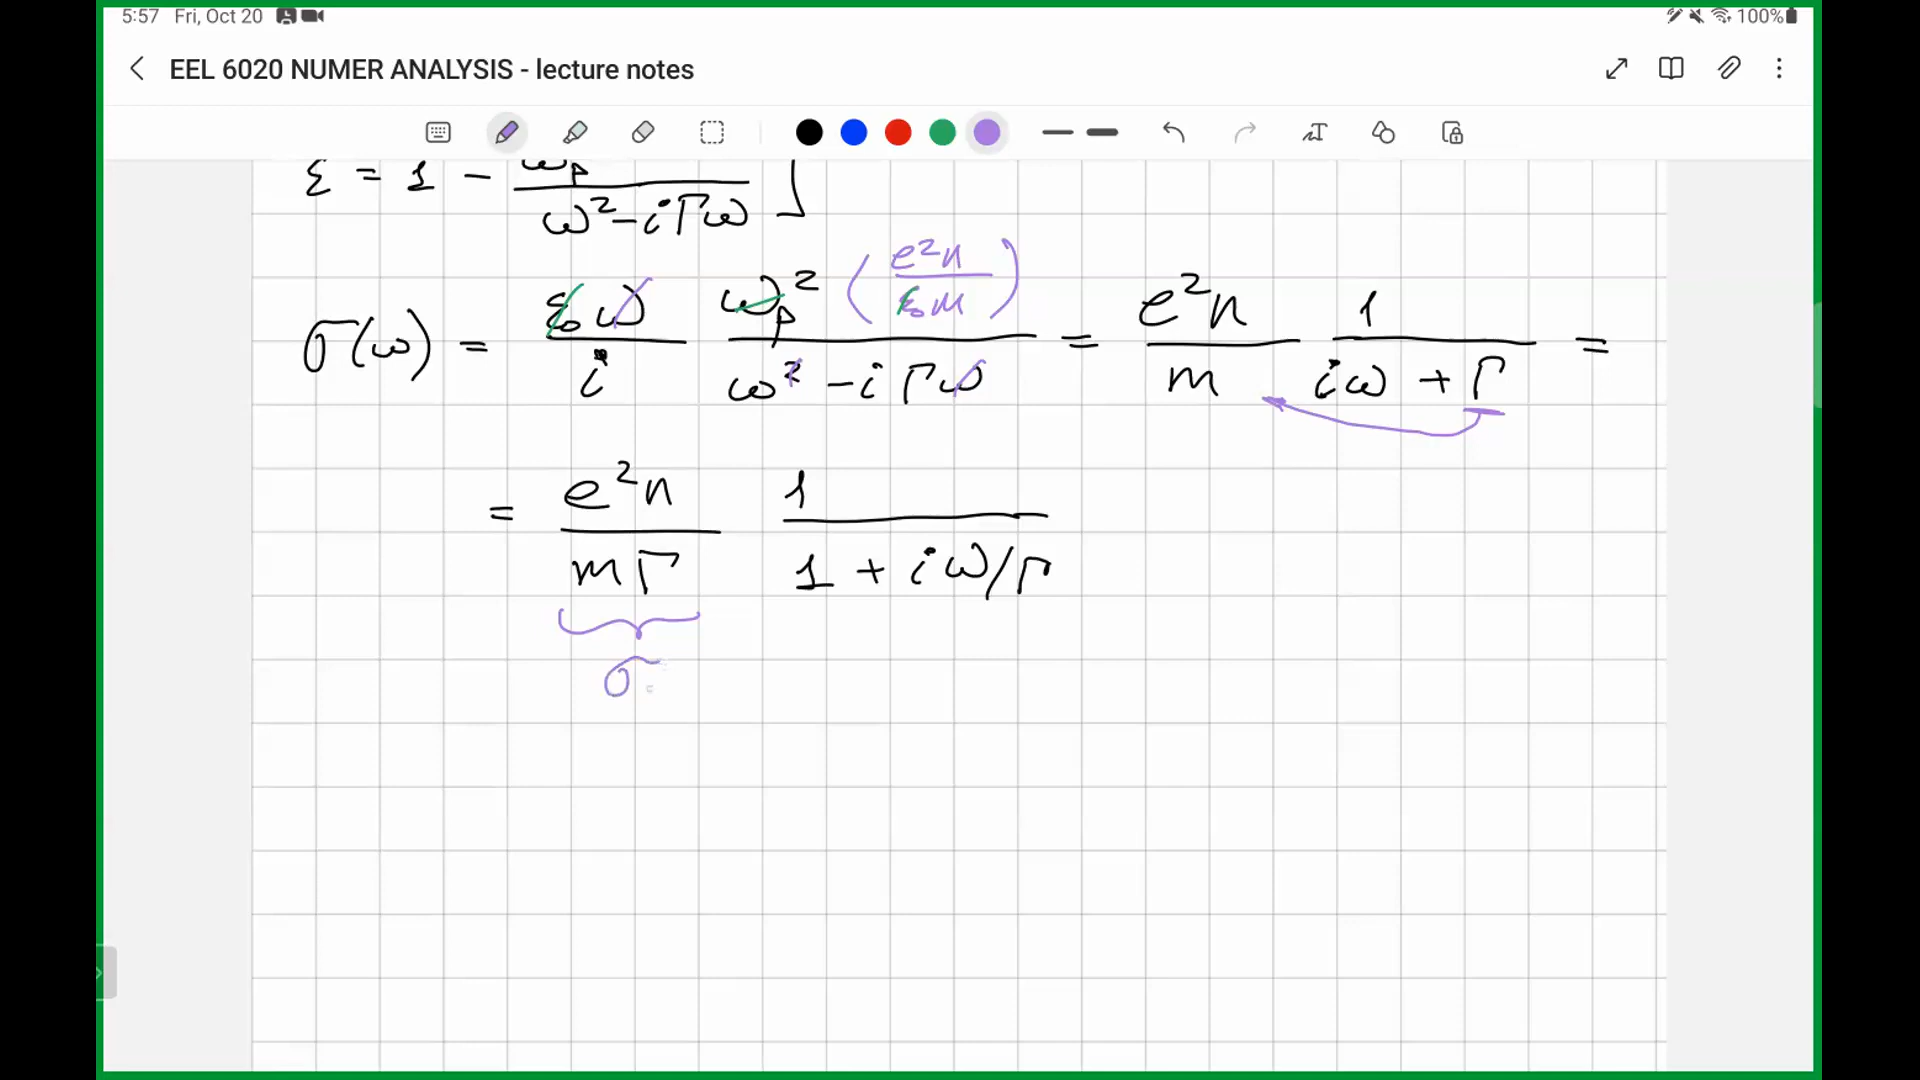 5:57 Fri, Oct 20 100%
EEL 6020 NUMER ANALYSIS - lecture notes
ε = 1 - ωp / (ω² - iΓω) ]
σ(ω) = (ε₀ω / i) (ωp² (e²n / ε₀m) / (ω² - iΓω)) = (e²n / m) (1 / (iω + Γ)) =
= (e²n / mΓ) (1 / (1 + iω/Γ))
σ